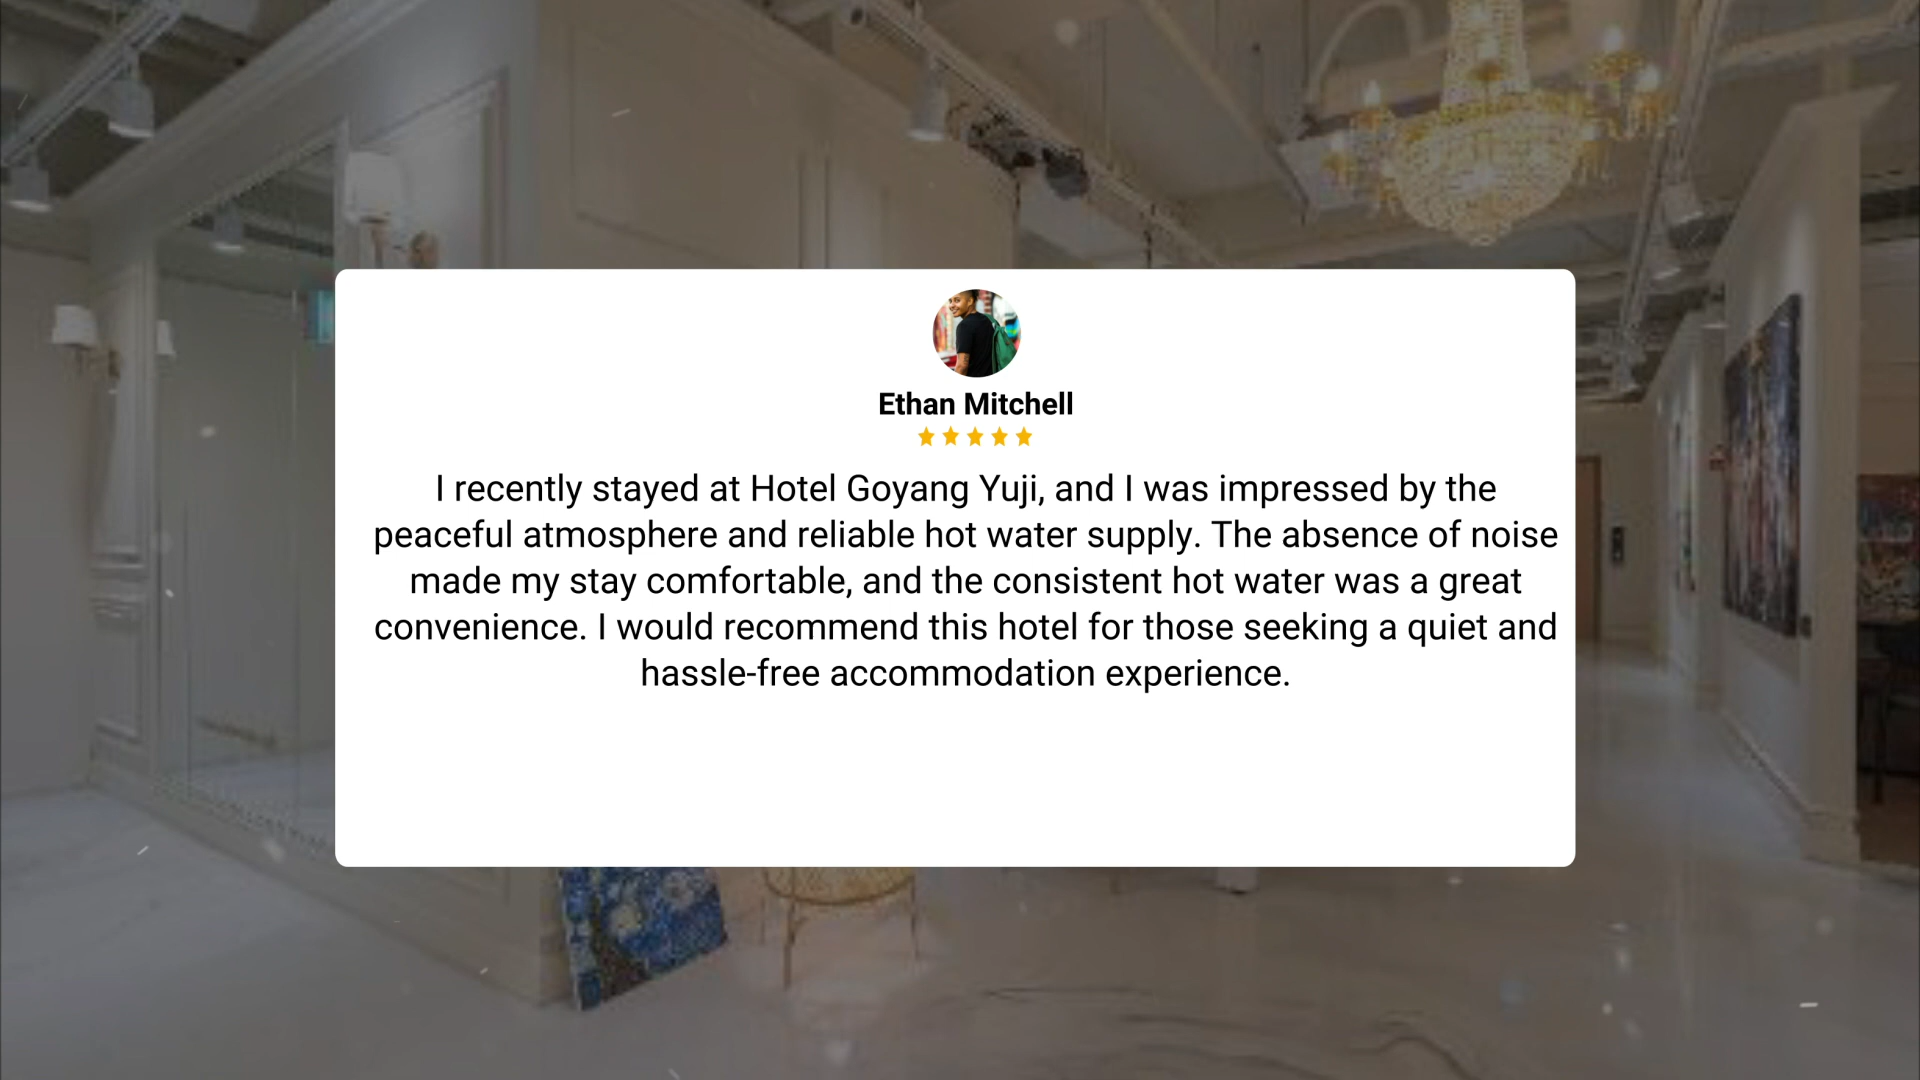 Ethan Mitchell
I recently stayed at Hotel Goyang Yuji, and I was impressed by the
peaceful atmosphere and reliable hot water supply. The absence of noise
made my stay comfortable, and the consistent hot water was a great
convenience. I would recommend this hotel for those seeking a quiet and
hassle-free accommodation experience.